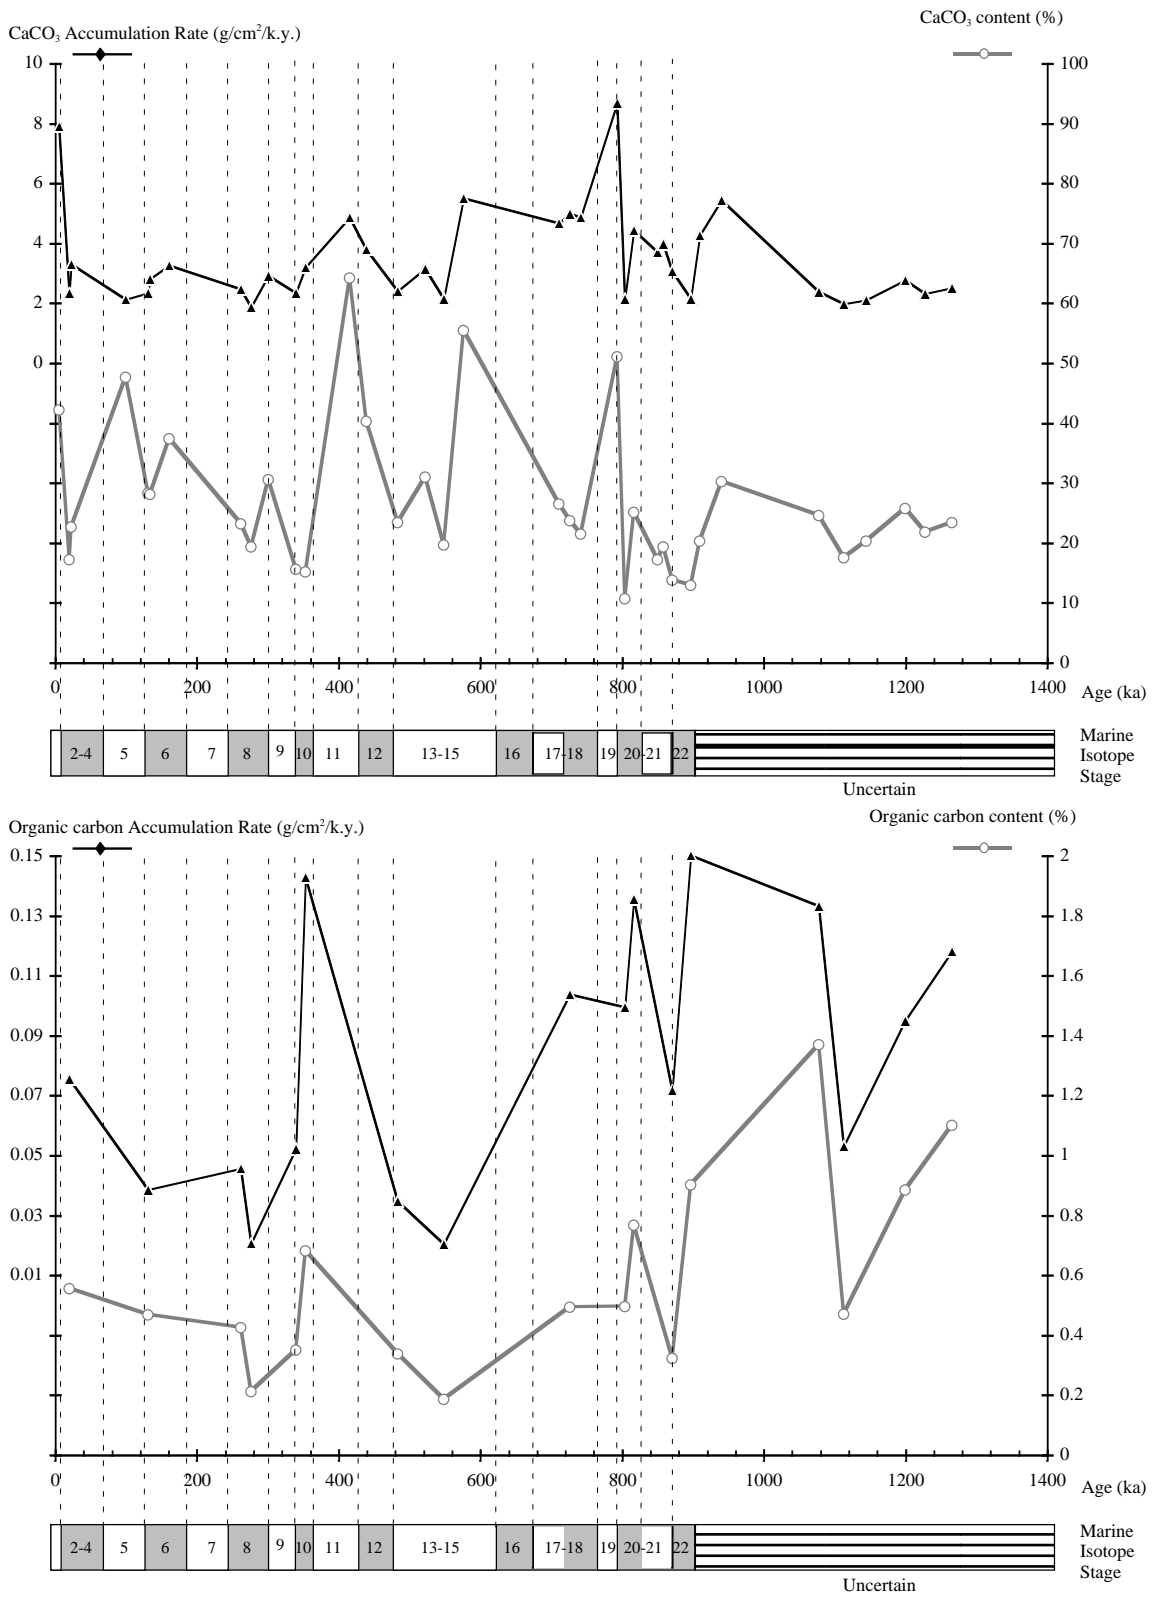 CaCO₃ content (%)
CaCO₃ Accumulation Rate (g/cm²/k.y.)
10 100
8 90
6 80
4 70
2 60
0 50
40
30
20
10
0
0 200 400 600 800 1000 1200 1400 Age (ka)
2-4 5 6 7 8 9 10 11 12 13-15 16 17-18 19 20-21 22
Marine
Isotope
Stage
Uncertain
Organic carbon content (%)
Organic carbon Accumulation Rate (g/cm²/k.y.)
0.15 2
0.13 1.8
0.11 1.6
0.09 1.4
0.07 1.2
0.05 1
0.03 0.8
0.01 0.6
0.4
0.2
0
0 200 400 600 800 1000 1200 1400 Age (ka)
2-4 5 6 7 8 9 10 11 12 13-15 16 17-18 19 20-21 22
Marine
Isotope
Stage
Uncertain